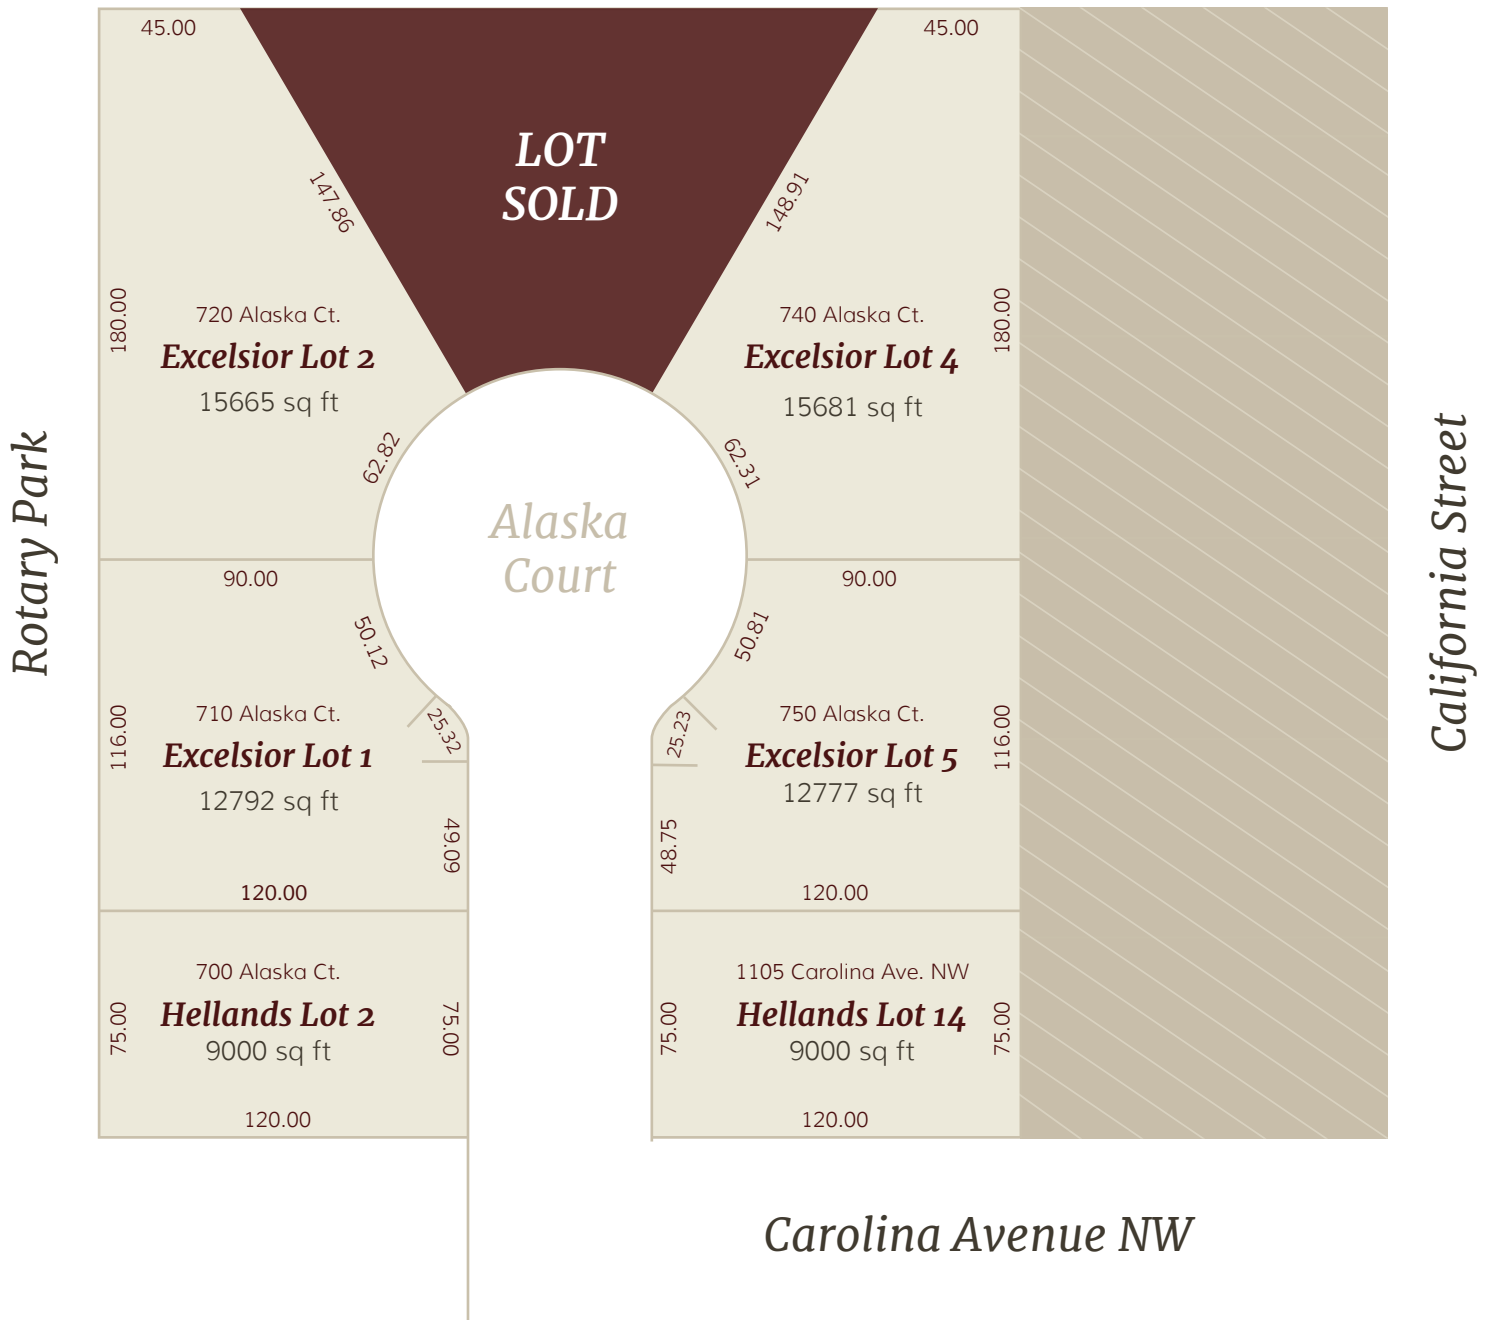 45.00
45.00
LOT
SOLD
147.86
148.91
180.00
720 Alaska Ct.
Excelsior Lot 2
15665 sq ft
740 Alaska Ct.
Excelsior Lot 4
15681 sq ft
180.00
62.82
62.31
Rotary Park
Alaska
Court
California Street
90.00
90.00
50.12
50.81
116.00
710 Alaska Ct.
Excelsior Lot 1
12792 sq ft
25.32
25.23
750 Alaska Ct.
Excelsior Lot 5
12777 sq ft
116.00
49.09
48.75
120.00
120.00
75.00
700 Alaska Ct.
Hellands Lot 2
9000 sq ft
75.00
75.00
1105 Carolina Ave. NW
Hellands Lot 14
9000 sq ft
75.00
120.00
120.00
Carolina Avenue NW